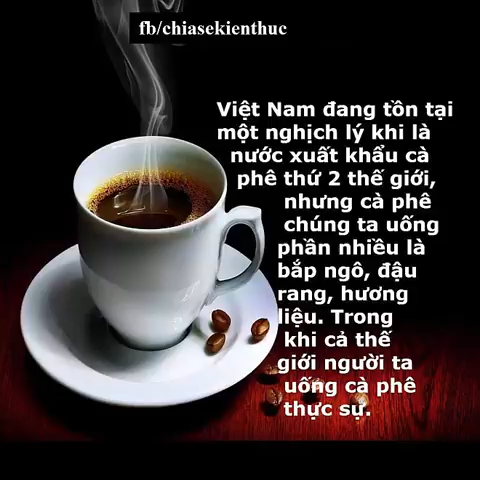 fb/chiasekienthuc
Việt Nam đang tồn tại
một nghịch lý khi là
nước xuất khẩu cà
phê thứ 2 thế giới,
nhưng cà phê
chúng ta uống
phần nhiều là
bắp ngô, đậu
rang, hương
liệu. Trong
khi cả thế
giới người ta
uống cà phê
thực sự.